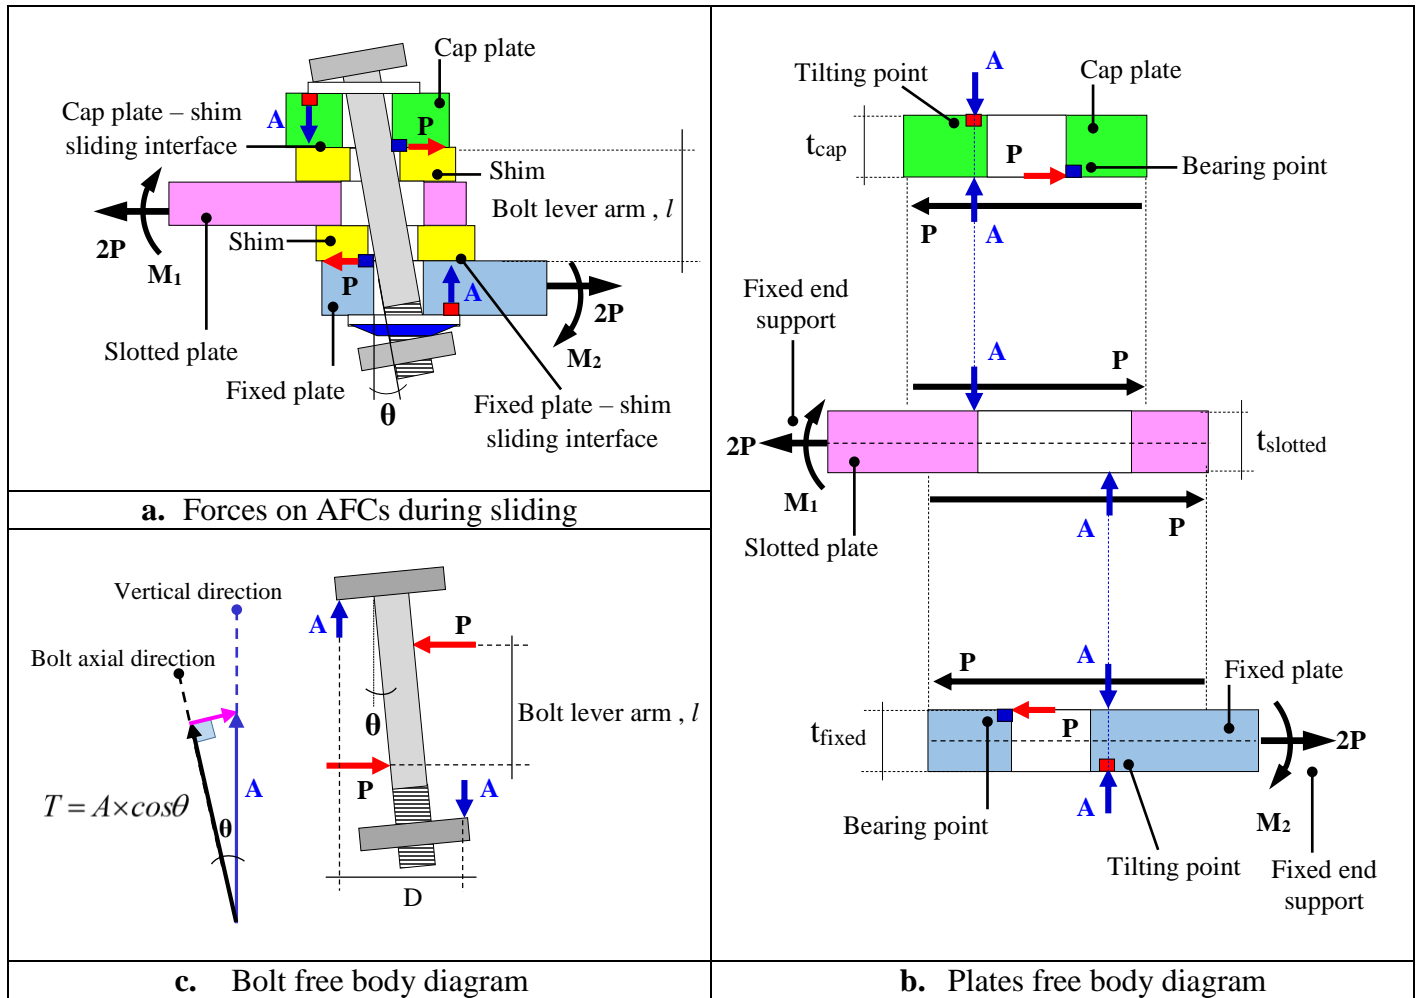 Cap plate
Cap plate – shim
sliding interface
A
P
Shim
Bolt lever arm , l
2P
M1
Shim
P
A
2P
M2
Slotted plate
Fixed plate
θ
Fixed plate – shim
sliding interface
a. Forces on AFCs during sliding
Vertical direction
Bolt axial direction
A
T = A×cosθ
θ
A
P
θ
Bolt lever arm , l
P
A
D
c. Bolt free body diagram
A
Tilting point
Cap plate
tcap
P
Bearing point
P
A
Fixed end
support
A
P
2P
tslotted
M1
A
P
Slotted plate
P
A
Fixed plate
tfixed
P
2P
Bearing point
A
M2
Tilting point
Fixed end
support
b. Plates free body diagram